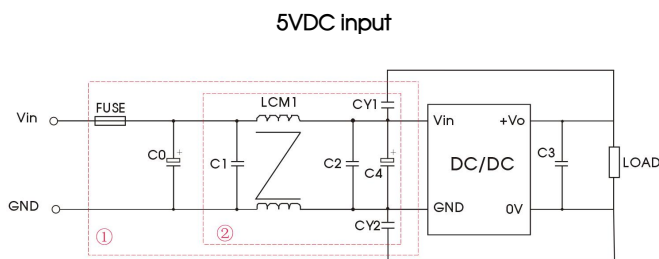 5VDC input
FUSE
LCM1
CY1
Vin
C0
+
C1
C2
+
C4
Vin
+Vo
DC/DC
C3
LOAD
GND
①
②
CY2
GND
0V